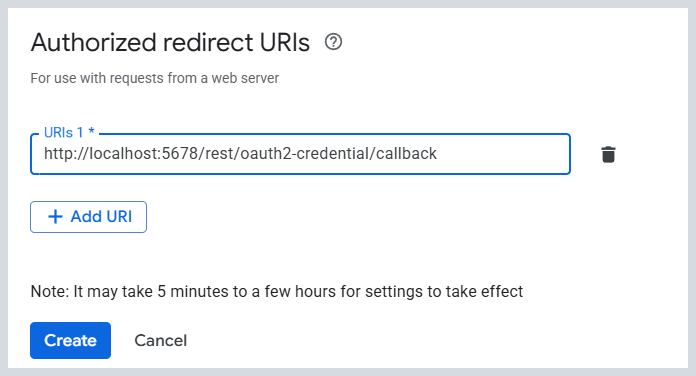 Authorized redirect URIs
For use with requests from a web server
URIs 1 *
http://localhost:5678/rest/oauth2-credential/callback
+ Add URI
Note: It may take 5 minutes to a few hours for settings to take effect
Create Cancel